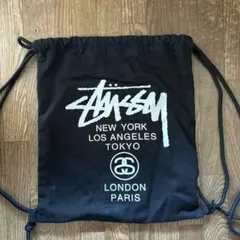 Stüssy
NEW YORK
LOS ANGELES
TOKYO
LONDON
PARIS